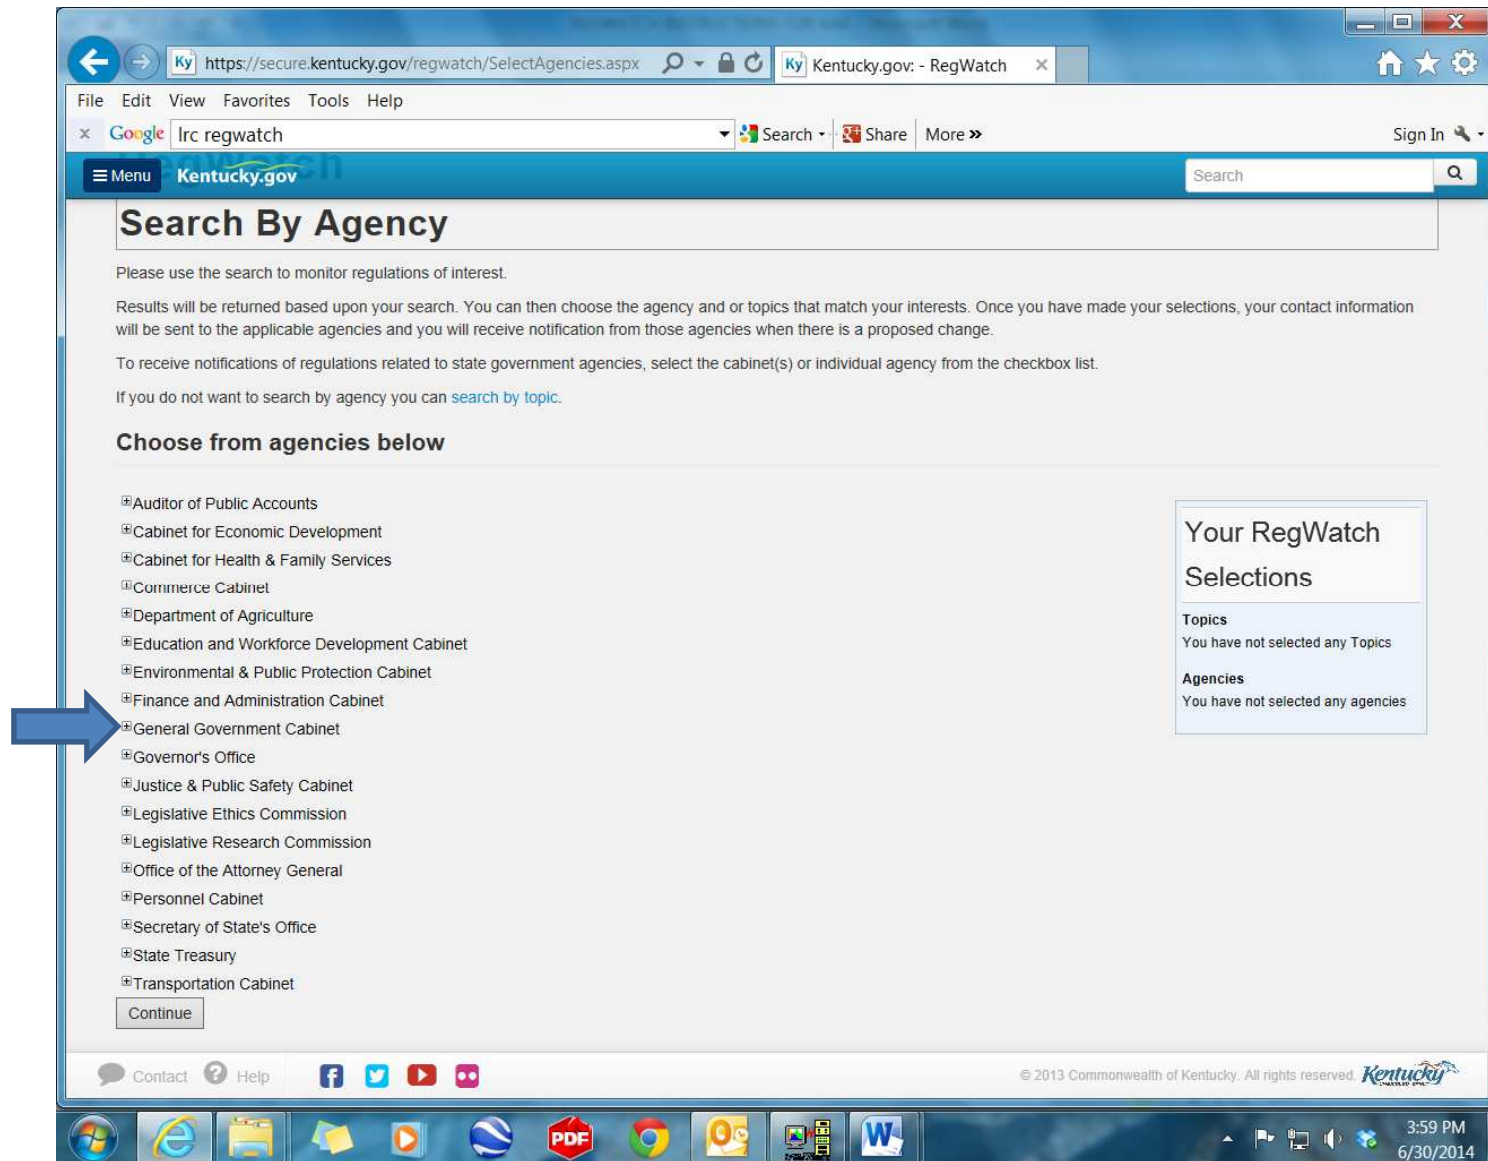 https://secure.kentucky.gov/regwatch/SelectAgencies.aspx
Ky Kentucky.gov: - RegWatch
File Edit View Favorites Tools Help
Google lrc regwatch Search Share More » Sign In
RegWatch
Menu Kentucky.gov Search
Search By Agency
Please use the search to monitor regulations of interest.
Results will be returned based upon your search. You can then choose the agency and or topics that match your interests. Once you have made your selections, your contact information
will be sent to the applicable agencies and you will receive notification from those agencies when there is a proposed change.
To receive notifications of regulations related to state government agencies, select the cabinet(s) or individual agency from the checkbox list.
If you do not want to search by agency you can search by topic.
Choose from agencies below
Auditor of Public Accounts
Cabinet for Economic Development
Cabinet for Health & Family Services
Commerce Cabinet
Department of Agriculture
Education and Workforce Development Cabinet
Environmental & Public Protection Cabinet
Finance and Administration Cabinet
General Government Cabinet
Governor's Office
Justice & Public Safety Cabinet
Legislative Ethics Commission
Legislative Research Commission
Office of the Attorney General
Personnel Cabinet
Secretary of State's Office
State Treasury
Transportation Cabinet
Continue
Your RegWatch
Selections
Topics
You have not selected any Topics
Agencies
You have not selected any agencies
Contact Help
© 2013 Commonwealth of Kentucky. All rights reserved. Kentucky
PDF
3:59 PM
6/30/2014